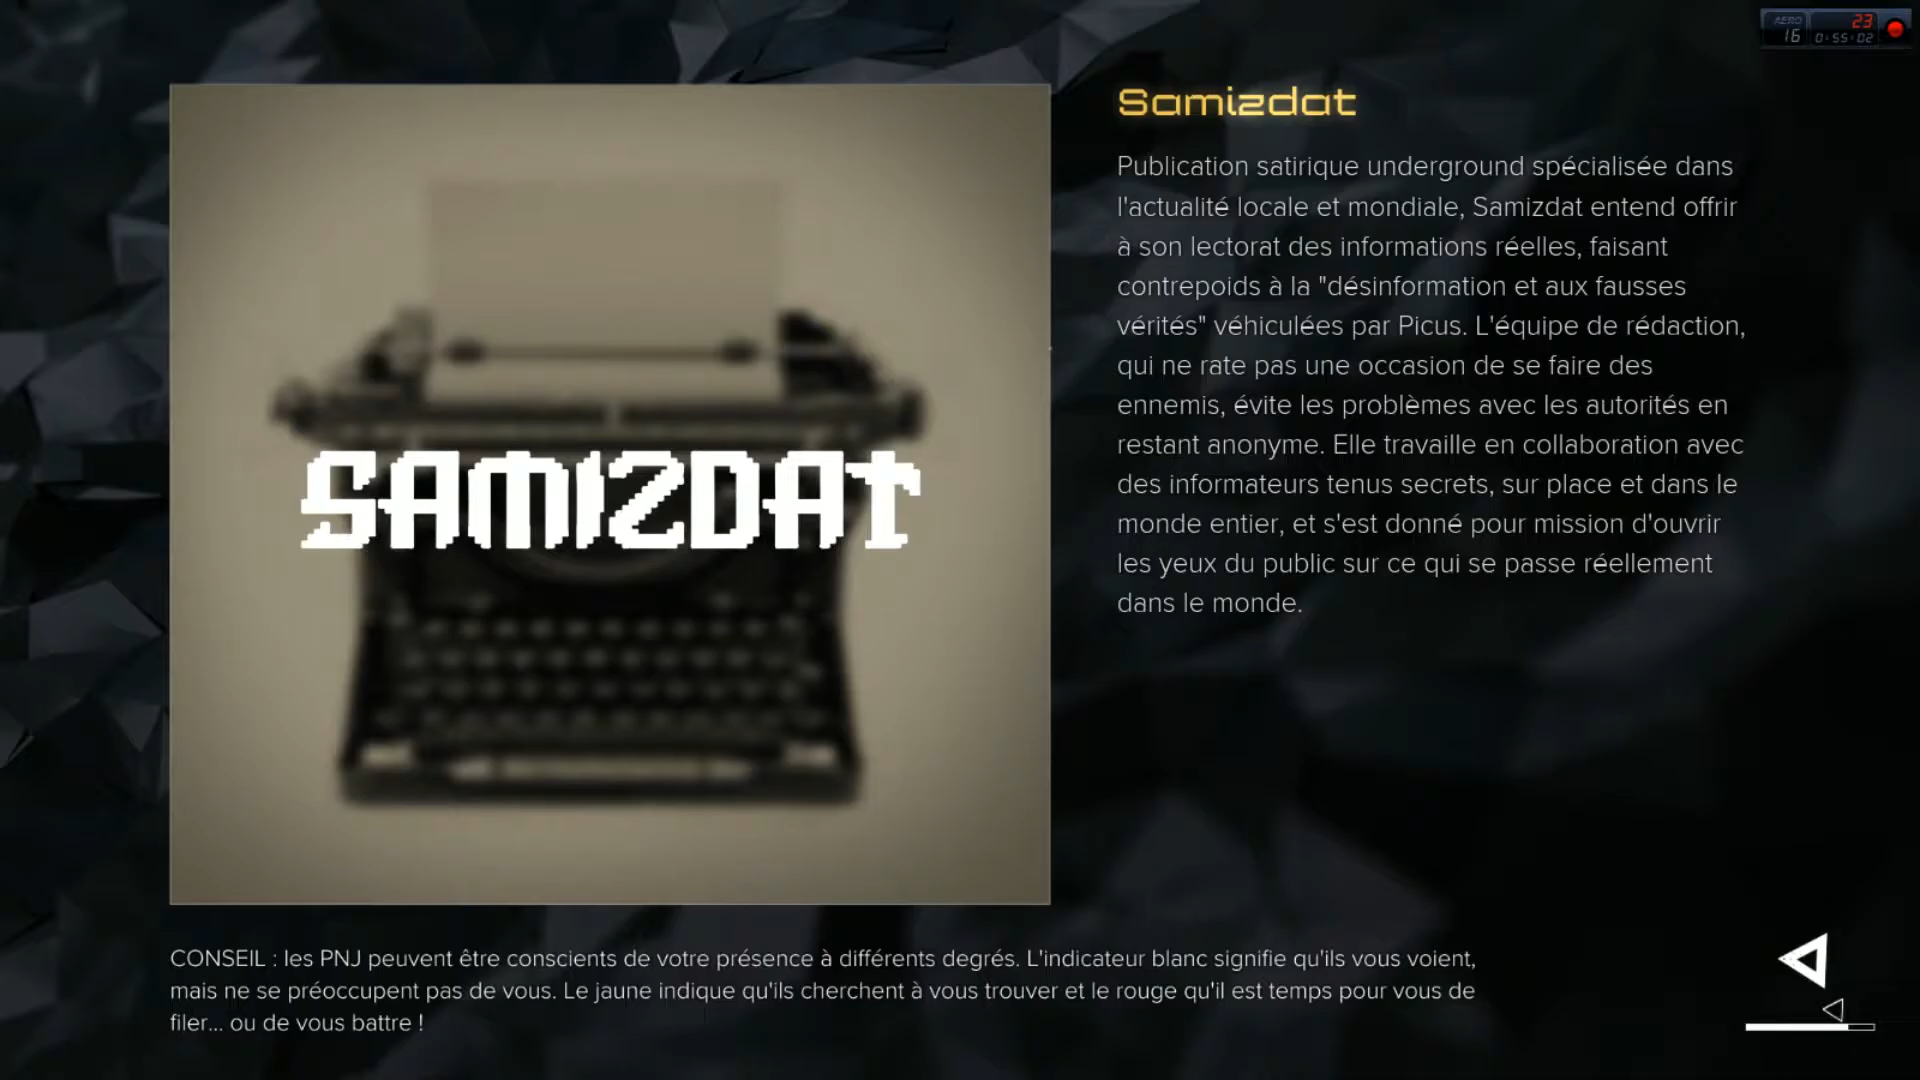 AERO
23
16
0:55:02
Samizdat
Publication satirique underground spécialisée dans
l'actualité locale et mondiale, Samizdat entend offrir
à son lectorat des informations réelles, faisant
contrepoids à la "désinformation et aux fausses
vérités" véhiculées par Picus. L'équipe de rédaction,
qui ne rate pas une occasion de se faire des
ennemis, évite les problèmes avec les autorités en
restant anonyme. Elle travaille en collaboration avec
des informateurs tenus secrets, sur place et dans le
monde entier, et s'est donné pour mission d'ouvrir
les yeux du public sur ce qui se passe réellement
dans le monde.
SAMIZDAT
CONSEIL : les PNJ peuvent être conscients de votre présence à différents degrés. L'indicateur blanc signifie qu'ils vous voient,
mais ne se préoccupent pas de vous. Le jaune indique qu'ils cherchent à vous trouver et le rouge qu'il est temps pour vous de
filer... ou de vous battre !